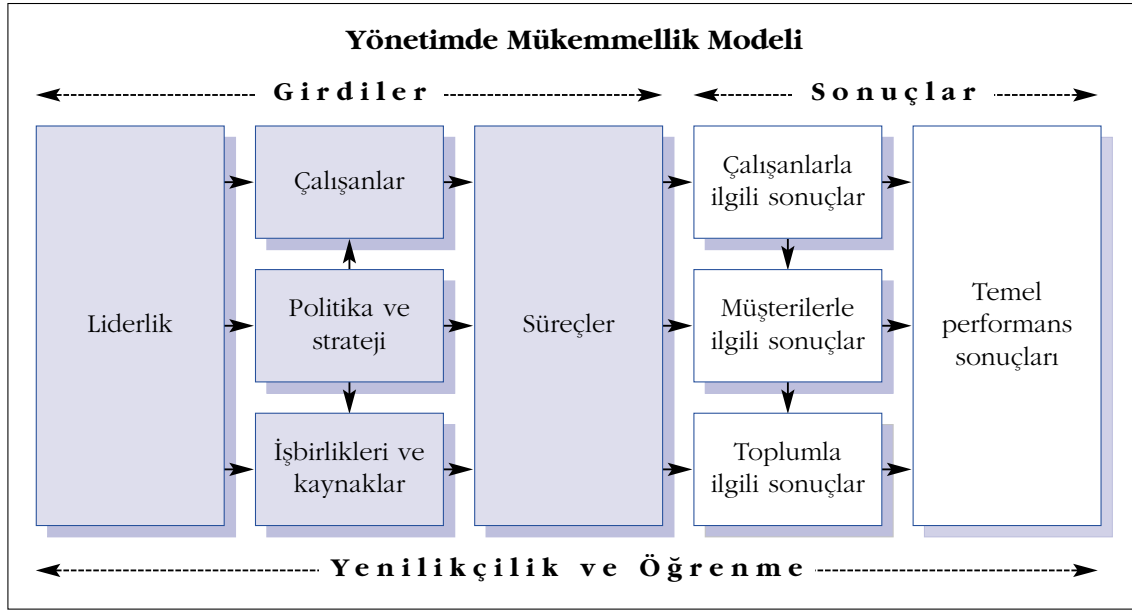 Yönetimde Mükemmellik Modeli
Girdiler
Sonuçlar
Liderlik
Çalışanlar
Politika ve
strateji
İşbirlikleri ve
kaynaklar
Süreçler
Çalışanlarla
ilgili sonuçlar
Müşterilerle
ilgili sonuçlar
Toplumla
ilgili sonuçlar
Temel
performans
sonuçları
Yenilikçilik ve Öğrenme